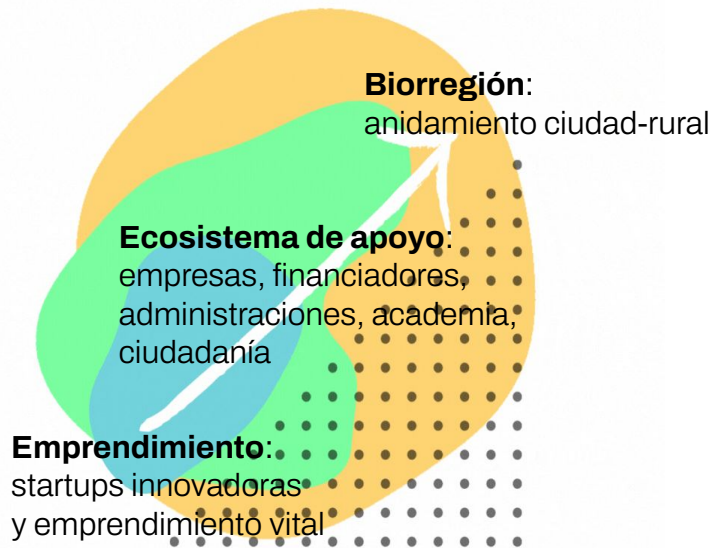 Biorregión:
anidamiento ciudad-rural
Ecosistema de apoyo:
empresas, financiadores,
administraciones, academia,
ciudadanía
Emprendimiento:
startups innovadoras
y emprendimiento vital